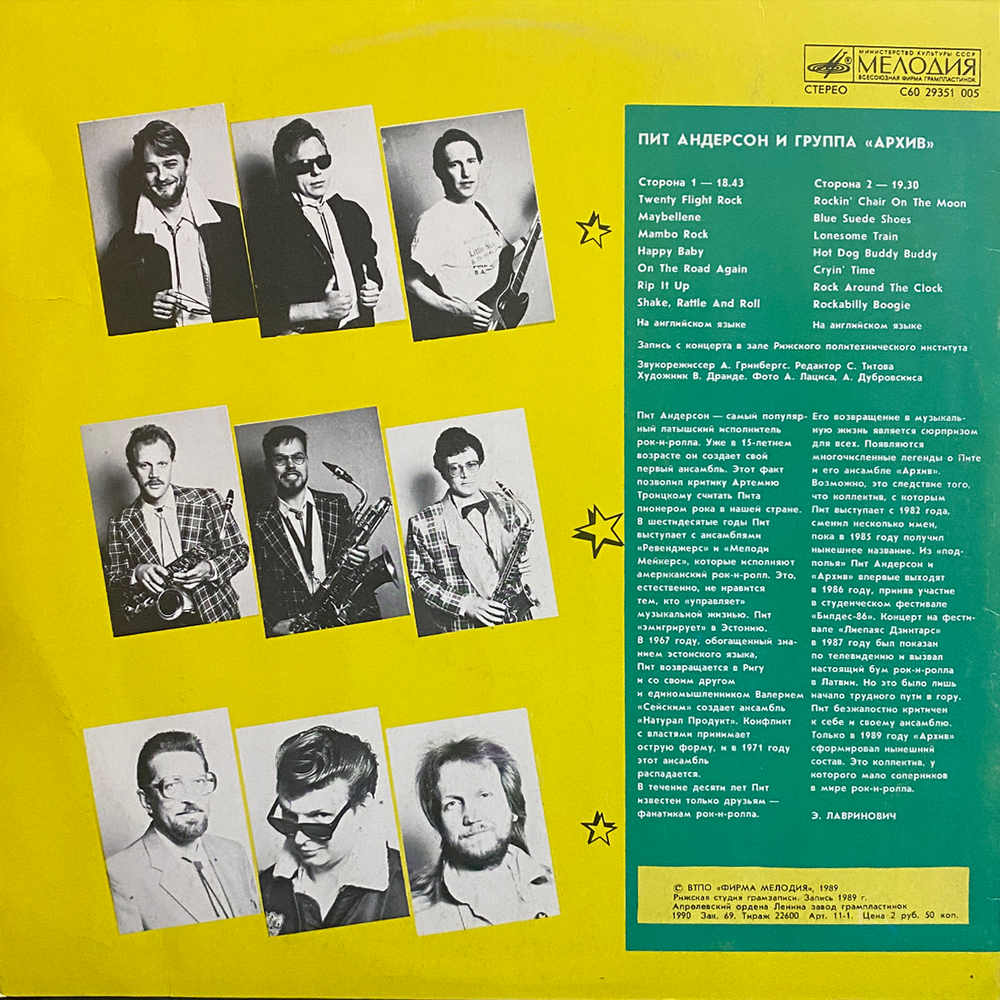 МИНИСТЕРСТВО КУЛЬТУРЫ СССР
МЕЛОДИЯ
ВСЕСОЮЗНАЯ ФИРМА ГРАМПЛАСТИНОК
СТЕРЕО С60 29351 005
ПИТ АНДЕРСОН И ГРУППА «АРХИВ»
Сторона 1 — 18.43
Twenty Flight Rock
Maybellene
Mambo Rock
Happy Baby
On The Road Again
Rip It Up
Shake, Rattle And Roll
На английском языке
Сторона 2 — 19.30
Rockin' Chair On The Moon
Blue Suede Shoes
Lonesome Train
Hot Dog Buddy Buddy
Cryin' Time
Rock Around The Clock
Rockabilly Boogie
На английском языке
Запись с концерта в зале Рижского политехнического института
Звукорежиссер А. Гринбергс. Редактор С. Титова
Художник В. Дранде. Фото А. Лациса, А. Дубровскиса
Пит Андерсон — самый популяр-
ный латышский исполнитель
рок-н-ролла. Уже в 15-летнем
возрасте он создает свой
первый ансамбль. Этот факт
позволил критику Артемию
Троицкому считать Пита
пионером рока в нашей стране.
В шестидесятые годы Пит
выступает с ансамблями
«Ревенджерс» и «Мелоди
Мейкерс», которые исполняют
американский рок-н-ролл. Это,
естественно, не нравится
тем, кто «управляет»
музыкальной жизнью. Пит
«эмигрирует» в Эстонию.
В 1967 году, обогащенный зна-
нием эстонского языка,
Пит возвращается в Ригу
и со своим другом
и единомышленником Валерием
«Сейским» создает ансамбль
«Натурал Продукт». Конфликт
с властями принимает
острую форму, и в 1971 году
этот ансамбль
распадается.
В течение десяти лет Пит
известен только друзьям —
фанатикам рок-н-ролла.
Его возвращение в музыкаль-
ную жизнь является сюрпризом
для всех. Появляются
многочисленные легенды о Пите
и его ансамбле «Архив».
Возможно, это следствие того,
что коллектив, с которым
Пит выступает с 1982 года,
сменил несколько имен,
пока в 1985 году получил
нынешнее название. Из «под-
полья» Пит Андерсон и
«Архив» впервые выходят
в 1986 году, приняв участие
в студенческом фестивале
«Билдес-86». Концерт на фести-
вале «Лиепаяс Дзинтарс»
в 1987 году был показан
по телевидению и вызвал
настоящий бум рок-н-ролла
в Латвии. Но это было лишь
начало трудного пути в гору.
Пит безжалостно критичен
к себе и своему ансамблю.
Только в 1989 году «Архив»
сформировал нынешний
состав. Это коллектив, у
которого мало соперников
в мире рок-н-ролла.
Э. ЛАВРИНОВИЧ
© ВТПО «ФИРМА МЕЛОДИЯ», 1989
Рижская студия грамзаписи. Запись 1989 г.
Апрелевский ордена Ленина завод грампластинок
1990 Зак. 69. Тираж 22600 Арт. 11-1. Цена 2 руб. 50 коп.